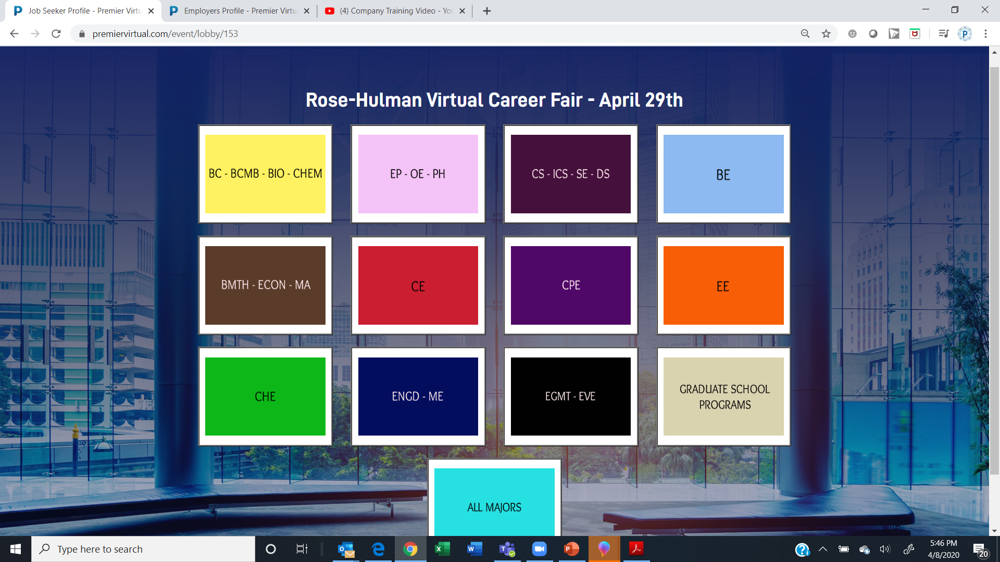 Job Seeker Profile - Premier Virtu
Employers Profile - Premier Virtu
(4) Company Training Video - You
premiervirtual.com/event/lobby/153
Rose-Hulman Virtual Career Fair - April 29th
BC - BCMB - BIO - CHEM
EP - OE - PH
CS - ICS - SE - DS
BE
BMTH - ECON - MA
CE
CPE
EE
CHE
ENGD - ME
EGMT - EVE
GRADUATE SCHOOL
PROGRAMS
ALL MAJORS
Type here to search
5:46 PM
4/8/2020
20